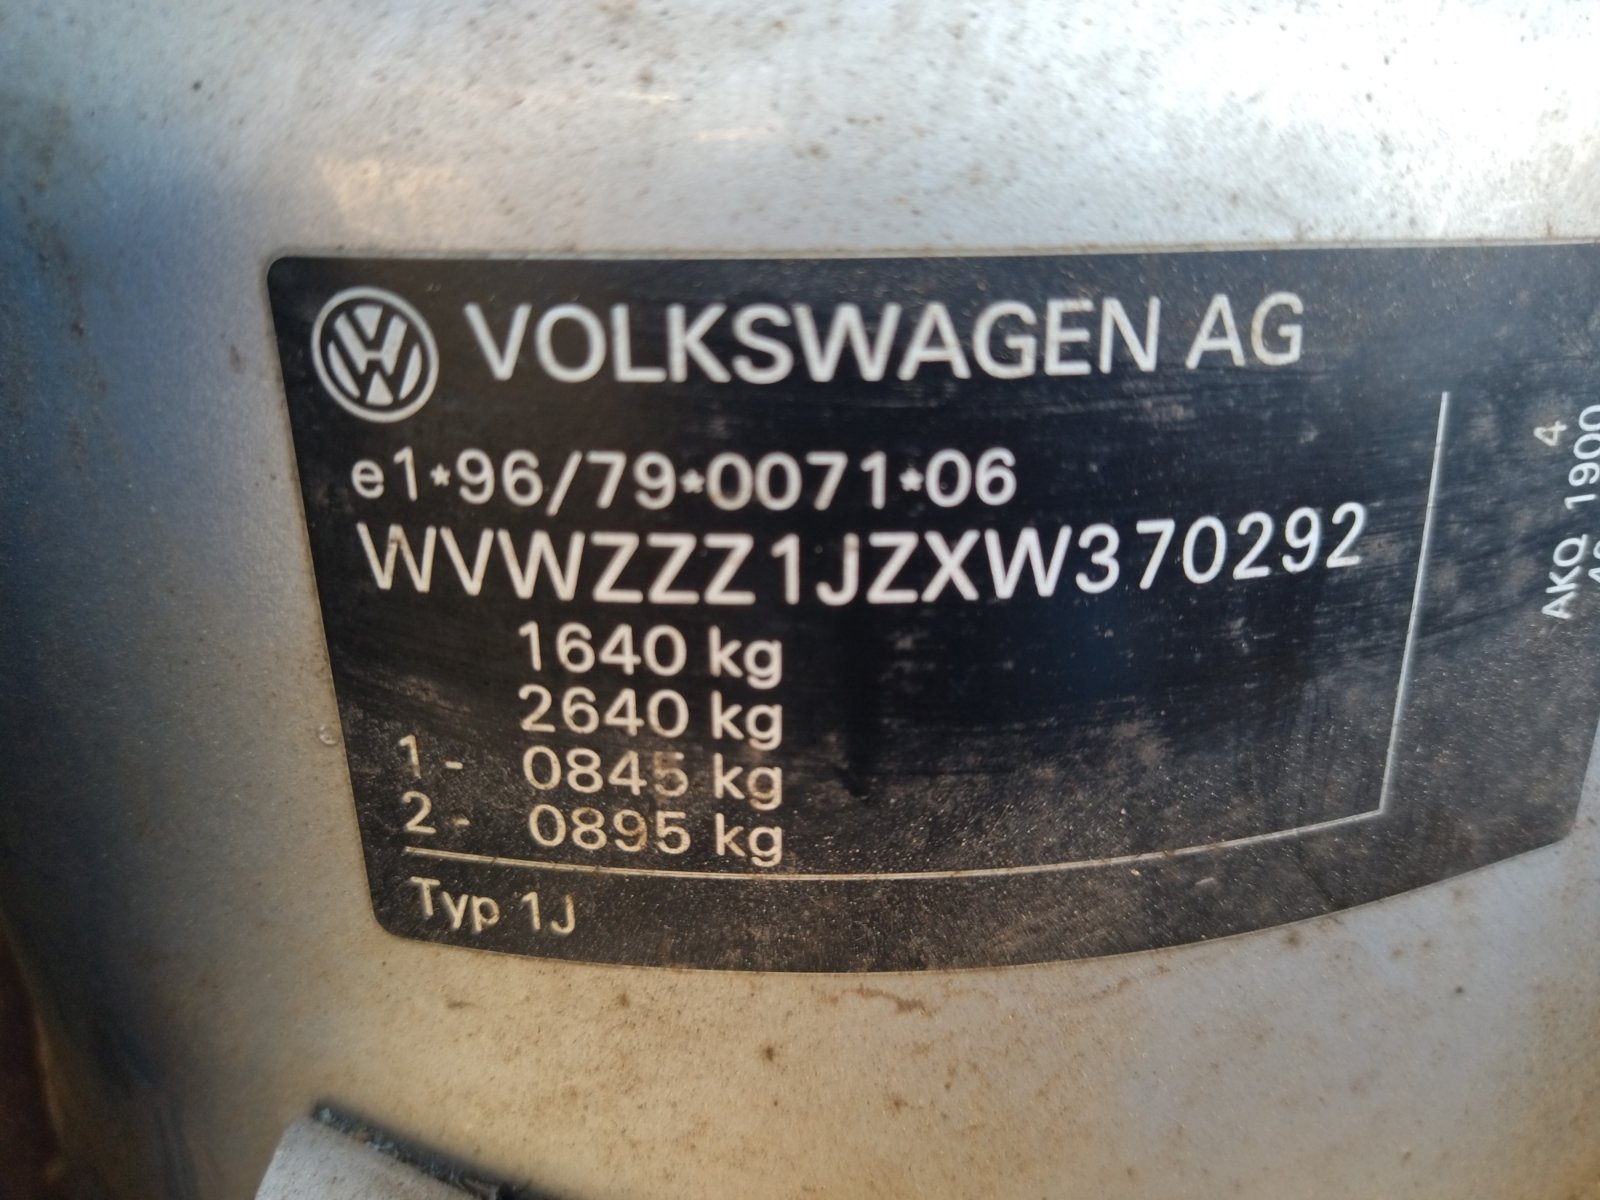 VOLKSWAGEN AG
e1*96/79*0071*06
WVWZZZ1JZXW370292
1640 kg
2640 kg
1- 0845 kg
2- 0895 kg
Typ 1J
4
AKQ 1900